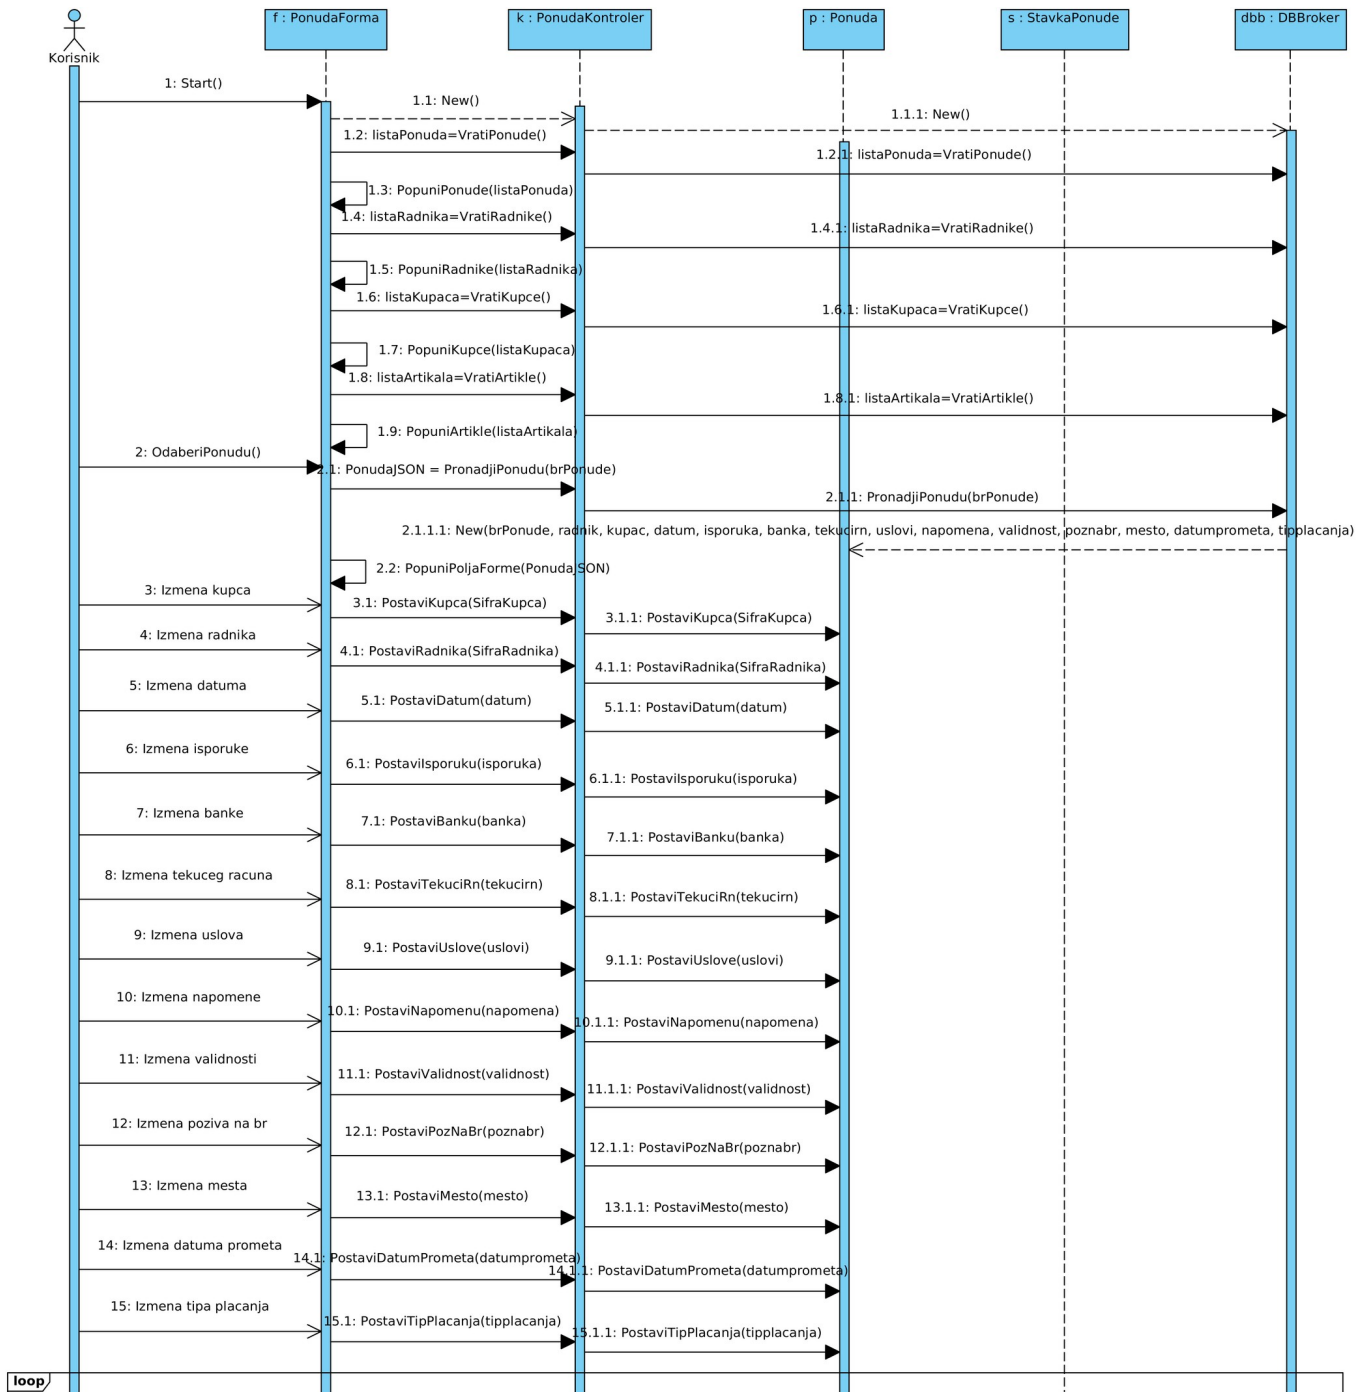 f : PonudaForma
k : PonudaKontroler
p : Ponuda
s : StavkaPonude
dbb : DBBroker
Korisnik
1: Start()
1.1: New()
1.1.1: New()
1.2: listaPonuda=VratiPonude()
1.2.1: listaPonuda=VratiPonude()
1.3: PopuniPonude(listaPonuda)
1.4: listaRadnika=VratiRadnike()
1.4.1: listaRadnika=VratiRadnike()
1.5: PopuniRadnike(listaRadnika)
1.6: listaKupaca=VratiKupce()
1.6.1: listaKupaca=VratiKupce()
1.7: PopuniKupce(listaKupaca)
1.8: listaArtikala=VratiArtikle()
1.8.1: listaArtikala=VratiArtikle()
1.9: PopuniArtikle(listaArtikala)
2: OdaberiPonudu()
2.1: PonudaJSON = PronadjiPonudu(brPonude)
2.1.1: PronadjiPonudu(brPonude)
2.1.1.1: New(brPonude, radnik, kupac, datum, isporuka, banka, tekucirn, uslovi, napomena, validnost, poznabr, mesto, datumprometa, tipplacanja)
2.2: PopuniPoljaForme(PonudaJSON)
3: Izmena kupca
3.1: PostaviKupca(SifraKupca)
3.1.1: PostaviKupca(SifraKupca)
4: Izmena radnika
4.1: PostaviRadnika(SifraRadnika)
4.1.1: PostaviRadnika(SifraRadnika)
5: Izmena datuma
5.1: PostaviDatum(datum)
5.1.1: PostaviDatum(datum)
6: Izmena isporuke
6.1: PostaviIsporuku(isporuka)
6.1.1: PostaviIsporuku(isporuka)
7: Izmena banke
7.1: PostaviBanku(banka)
7.1.1: PostaviBanku(banka)
8: Izmena tekuceg racuna
8.1: PostaviTekuciRn(tekucirn)
8.1.1: PostaviTekuciRn(tekucirn)
9: Izmena uslova
9.1: PostaviUslove(uslovi)
9.1.1: PostaviUslove(uslovi)
10: Izmena napomene
10.1: PostaviNapomenu(napomena)
10.1.1: PostaviNapomenu(napomena)
11: Izmena validnosti
11.1: PostaviValidnost(validnost)
11.1.1: PostaviValidnost(validnost)
12: Izmena poziva na br
12.1: PostaviPozNaBr(poznabr)
12.1.1: PostaviPozNaBr(poznabr)
13: Izmena mesta
13.1: PostaviMesto(mesto)
13.1.1: PostaviMesto(mesto)
14: Izmena datuma prometa
14.1: PostaviDatumPrometa(datumprometa)
14.1.1: PostaviDatumPrometa(datumprometa)
15: Izmena tipa placanja
15.1: PostaviTipPlacanja(tipplacanja)
15.1.1: PostaviTipPlacanja(tipplacanja)
loop